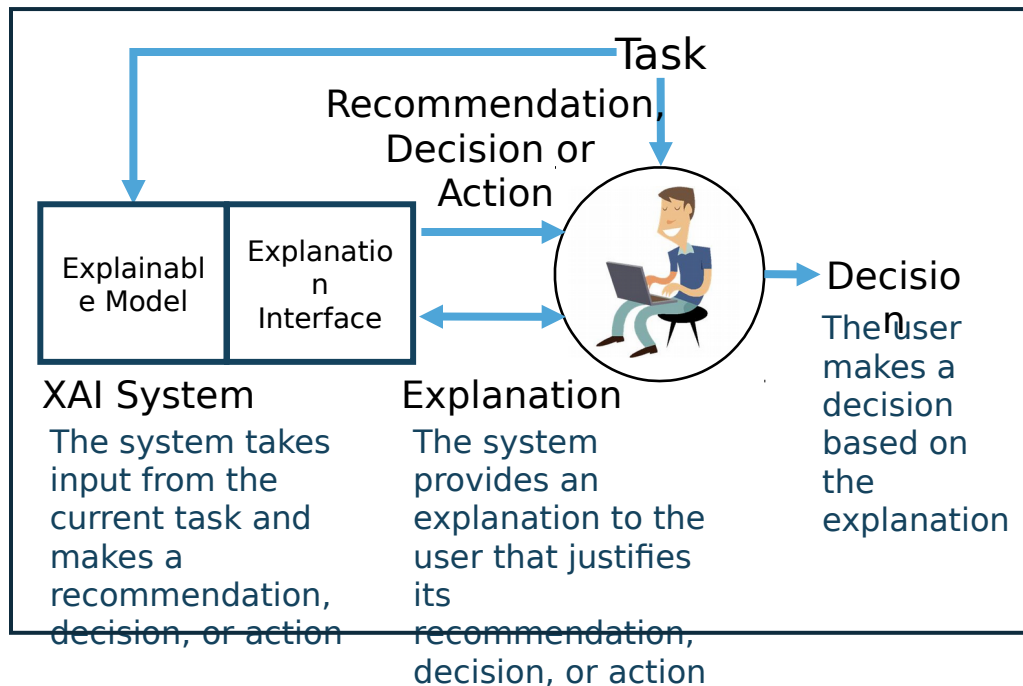 Task
Recommendation,
Decision or
Action
Explainabl
e Model
Explanatio
n
Interface
Decisio
n
The user
makes a
decision
based on
the
explanation
XAI System
The system takes
input from the
current task and
makes a
recommendation,
decision, or action
Explanation
The system
provides an
explanation to the
user that justifies
its
recommendation,
decision, or action